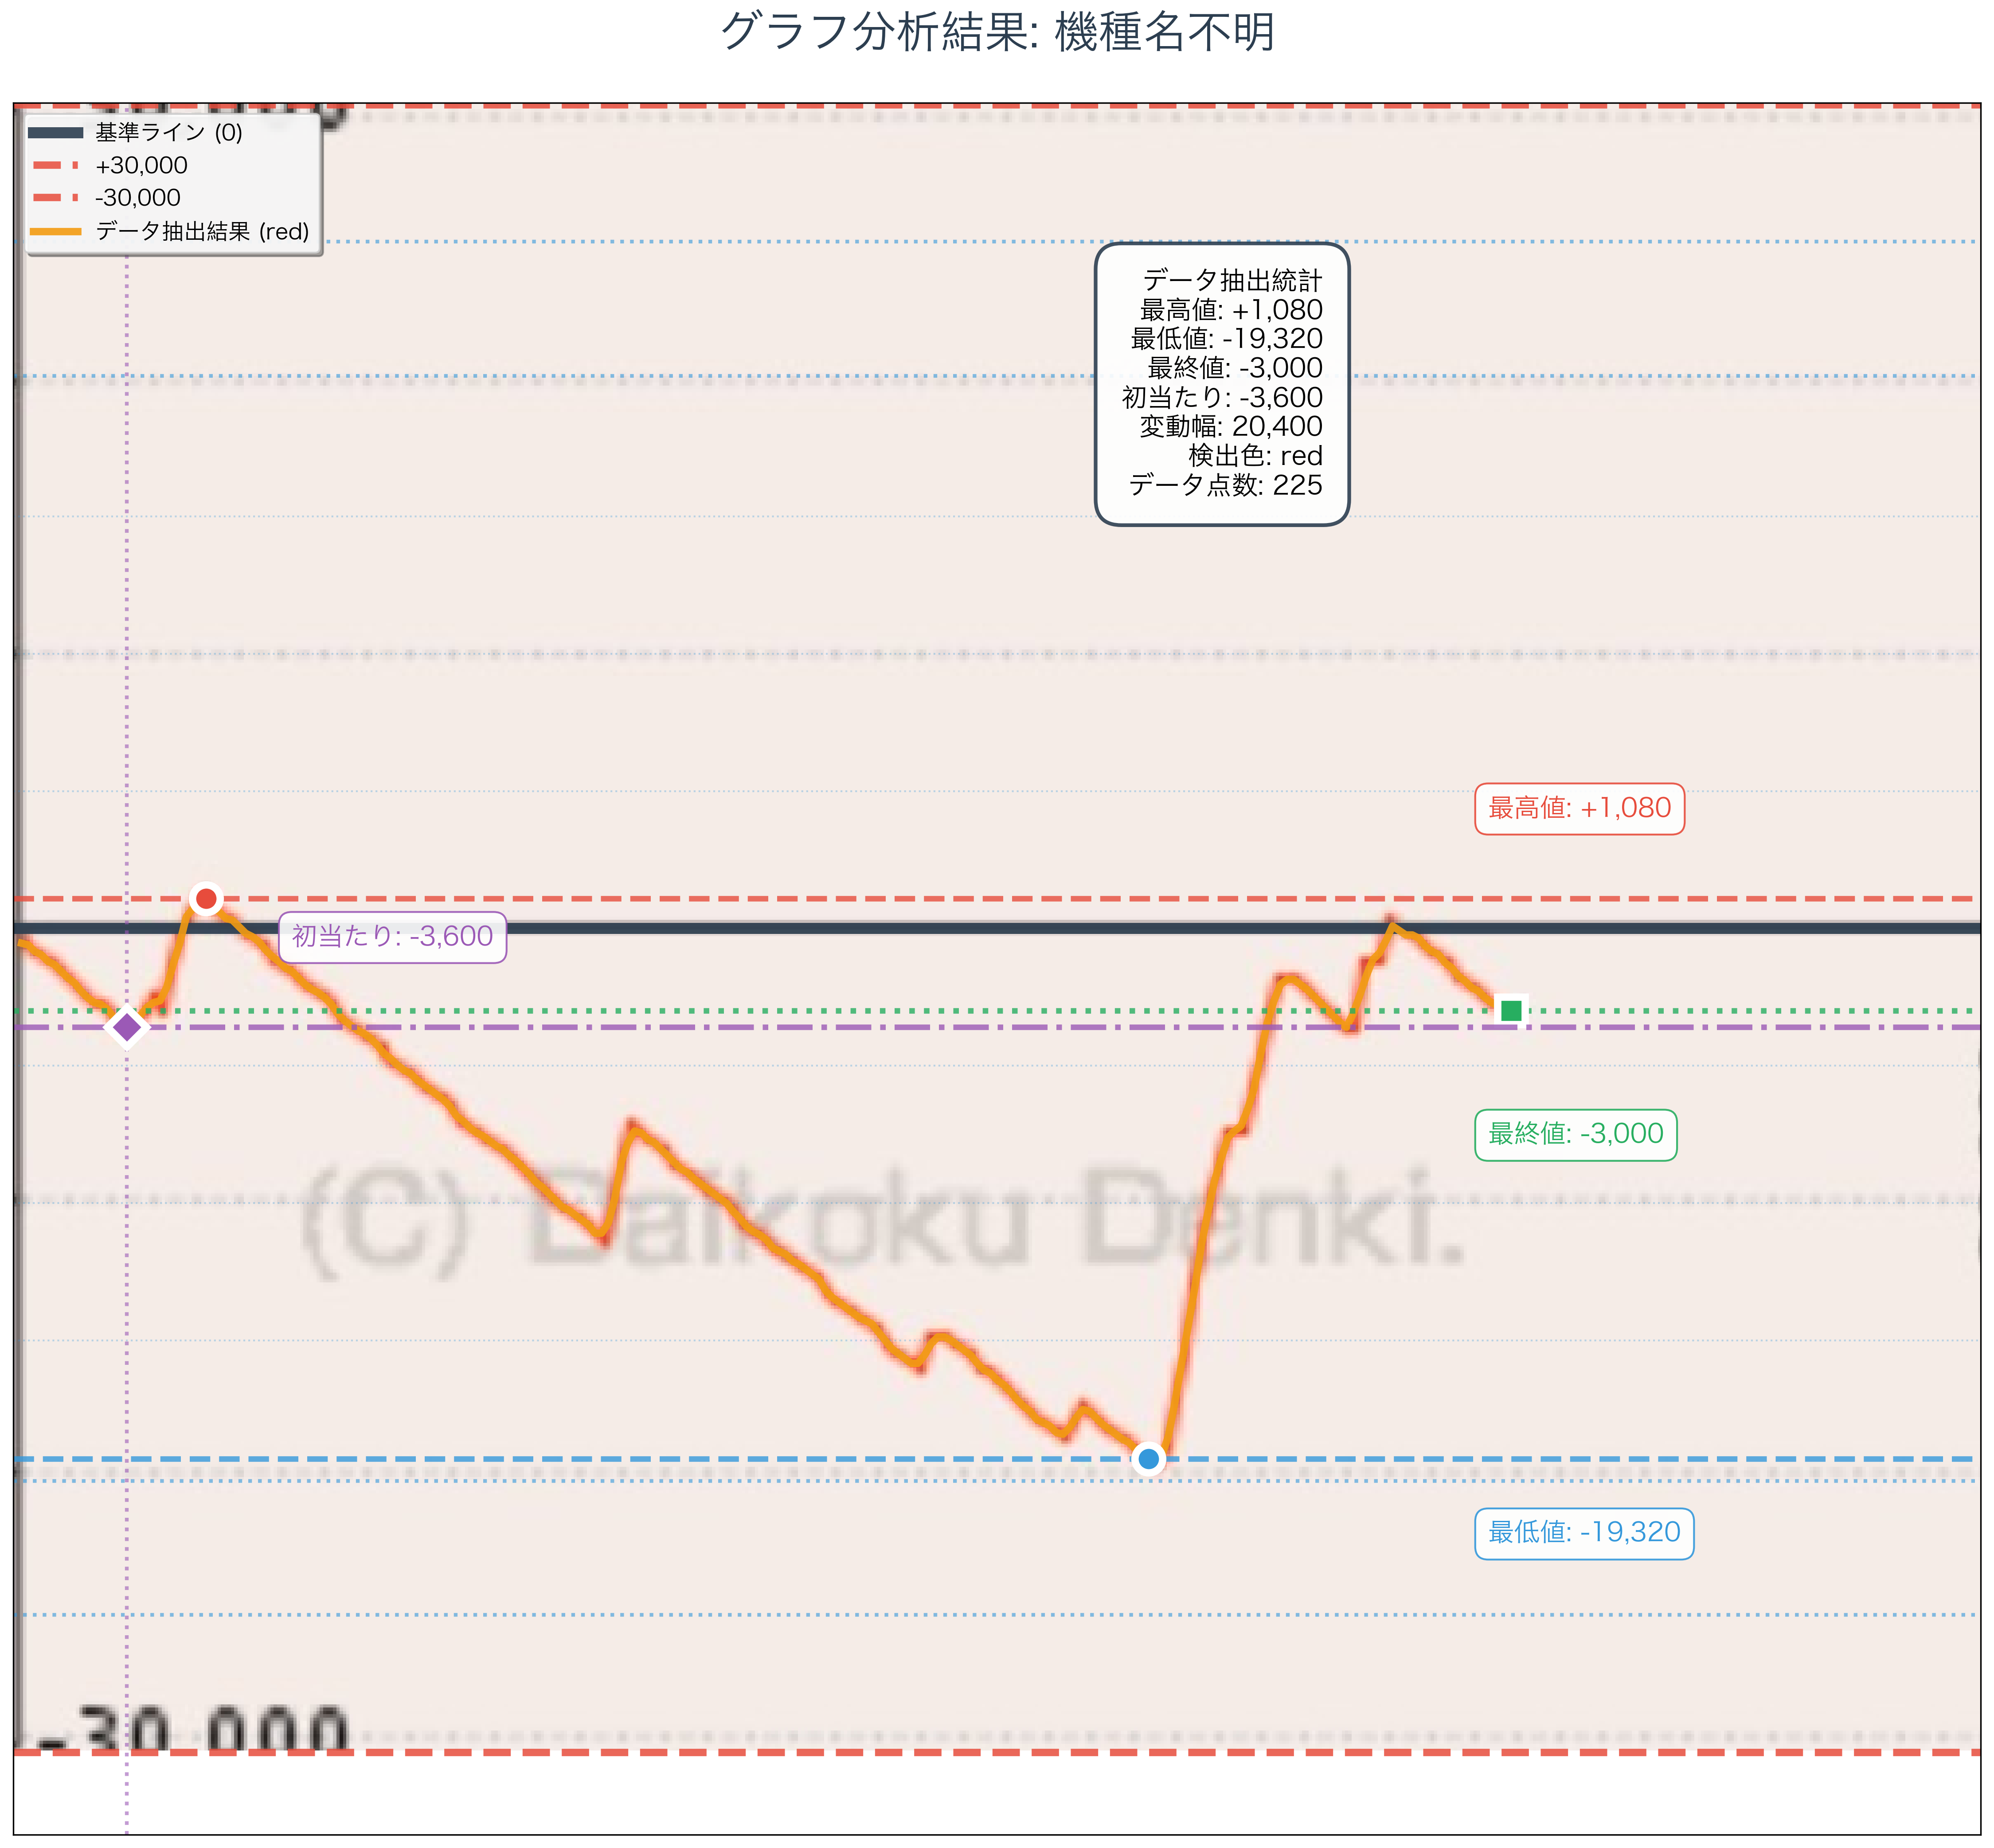 グラフ分析結果: 機種名不明
基準ライン (0)
+30,000
-30,000
データ抽出結果 (red)
データ抽出統計
最高値: +1,080
最低値: -19,320
最終値: -3,000
初当たり: -3,600
変動幅: 20,400
検出色: red
データ点数: 225
最高値: +1,080
初当たり: -3,600
最終値: -3,000
(C) Daikoku Denki.
最低値: -19,320
-30,000